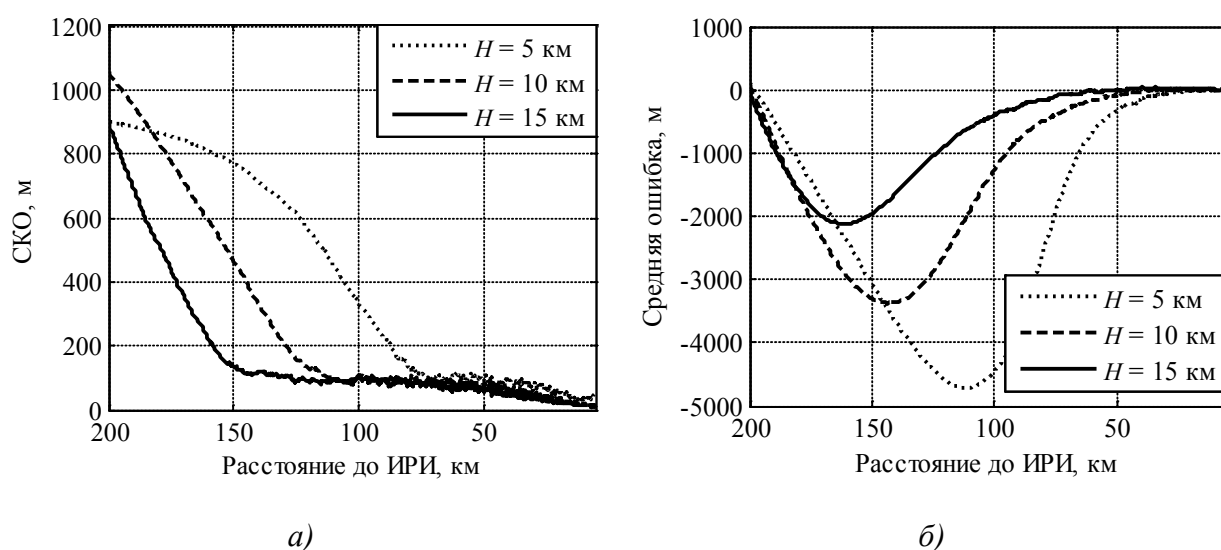 СКО, м
1200
1000
800
600
400
200
0
200
150
100
50
Расстояние до ИРИ, км
H = 5 км
H = 10 км
H = 15 км
а)
Средняя ошибка, м
0
-1000
-2000
-3000
-4000
-5000
200
150
100
50
Расстояние до ИРИ, км
H = 5 км
H = 10 км
H = 15 км
б)